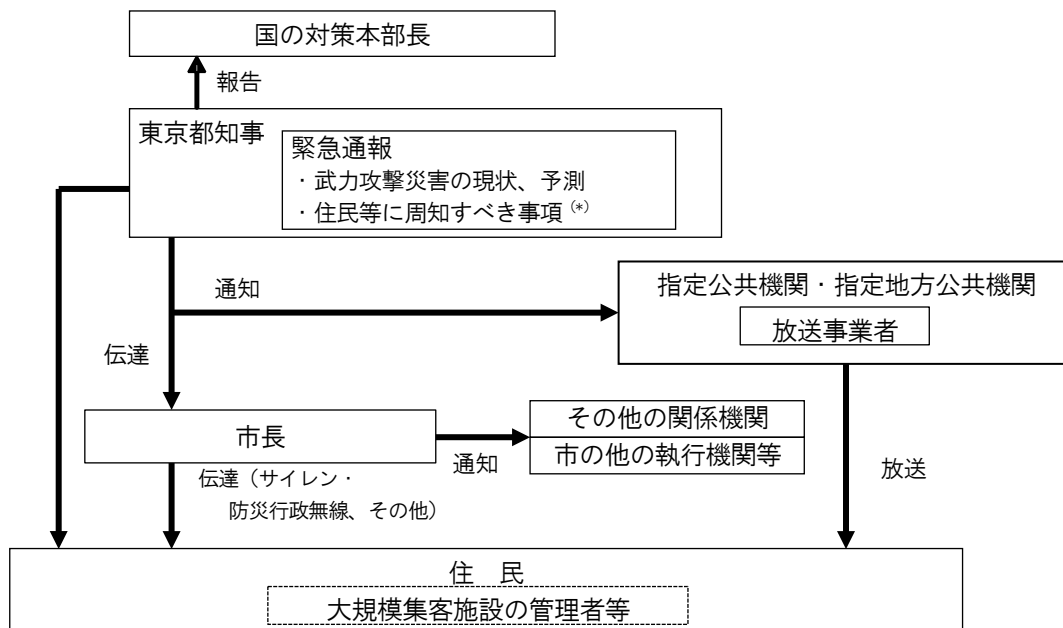 国の対策本部長
報告
東京都知事
緊急通報
・武力攻撃災害の現状、予測
・住民等に周知すべき事項(*)
通知
指定公共機関・指定地方公共機関
放送事業者
伝達
市長
通知
その他の関係機関
市の他の執行機関等
放送
伝達（サイレン・
防災行政無線、その他）
住　民
大規模集客施設の管理者等